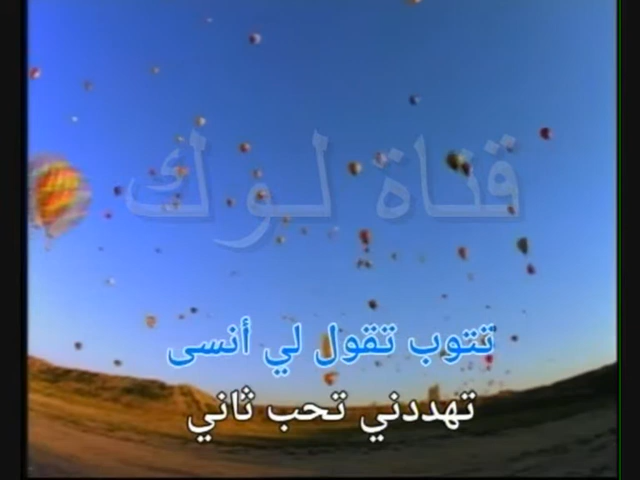 قناة لوك
تتوب تقول لي أنسى
تهددني تحب ثاني